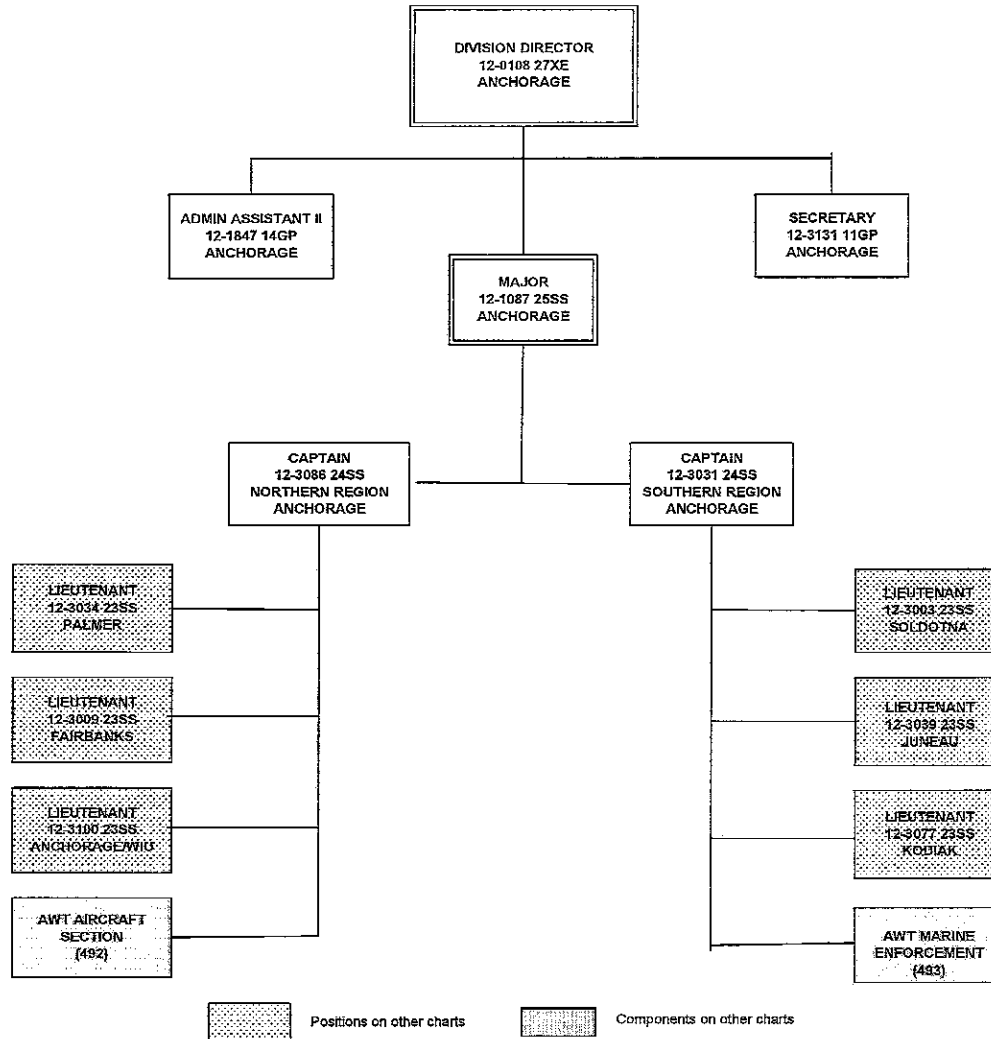 DIVISION DIRECTOR
12-0108 27XE
ANCHORAGE
ADMIN ASSISTANT II
12-1847 14GP
ANCHORAGE
SECRETARY
12-3131 11GP
ANCHORAGE
MAJOR
12-1087 25SS
ANCHORAGE
CAPTAIN
12-3086 24SS
NORTHERN REGION
ANCHORAGE
CAPTAIN
12-3031 24SS
SOUTHERN REGION
ANCHORAGE
LIEUTENANT
12-3034 23SS
PALMER
LIEUTENANT
12-3009 23SS
FAIRBANKS
LIEUTENANT
12-3100 23SS
ANCHORAGE/WIU
AWT AIRCRAFT
SECTION
(492)
LIEUTENANT
12-3003 23SS
SOLDOTNA
LIEUTENANT
12-3039 23SS
JUNEAU
LIEUTENANT
12-3077 23SS
KODIAK
AWT MARINE
ENFORCEMENT
(493)
Positions on other charts
Components on other charts